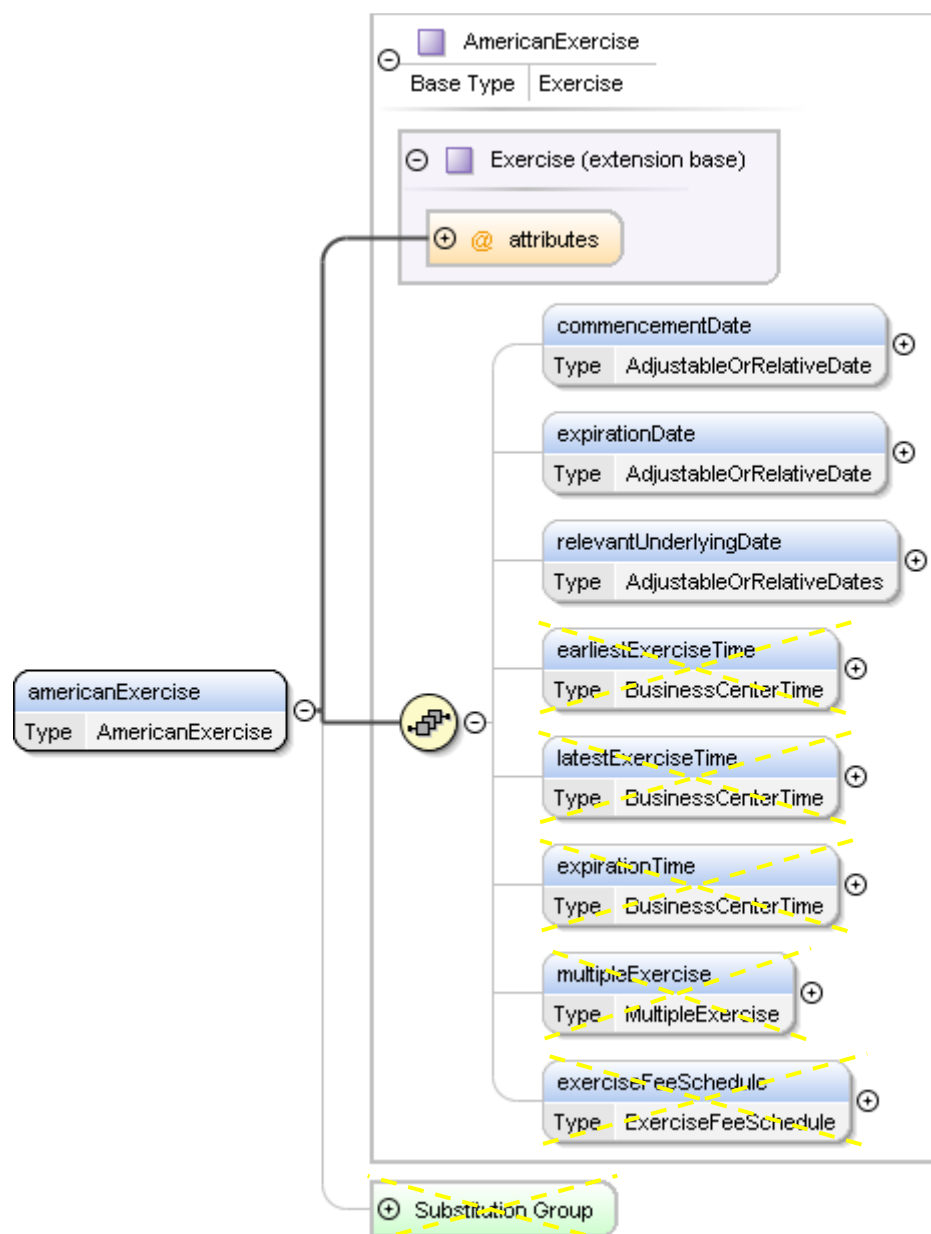 AmericanExercise
Base Type Exercise
Exercise (extension base)
@ attributes
commencementDate
Type AdjustableOrRelativeDate
expirationDate
Type AdjustableOrRelativeDate
relevantUnderlyingDate
Type AdjustableOrRelativeDates
earliestExerciseTime
Type BusinessCenterTime
americanExercise
Type AmericanExercise
latestExerciseTime
Type BusinessCenterTime
expirationTime
Type BusinessCenterTime
multipleExercise
Type MultipleExercise
exerciseFeeSchedule
Type ExerciseFeeSchedule
Substitution Group